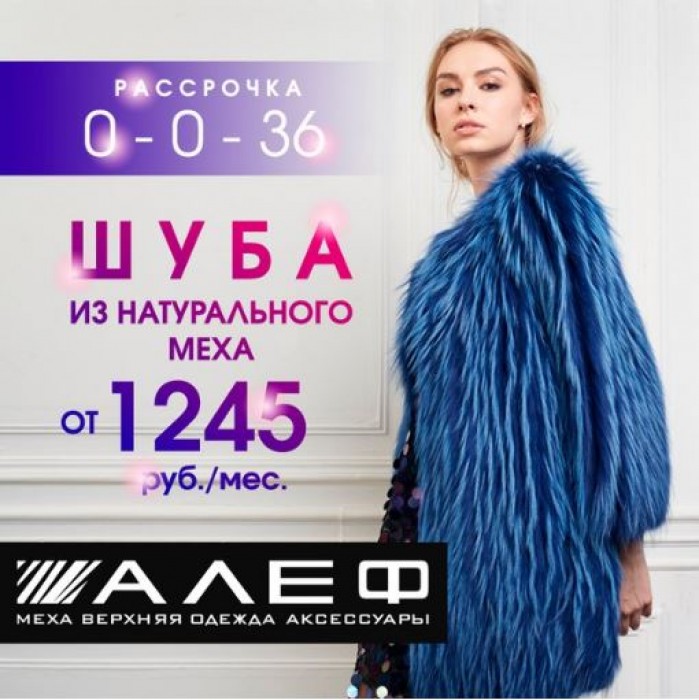 РАССРОЧКА
0 - 0 - 36
ШУБА
ИЗ НАТУРАЛЬНОГО
МЕХА
ОТ 1245
руб./мес.
АЛЕФ
МЕХА ВЕРХНЯЯ ОДЕЖДА АКСЕССУАРЫ